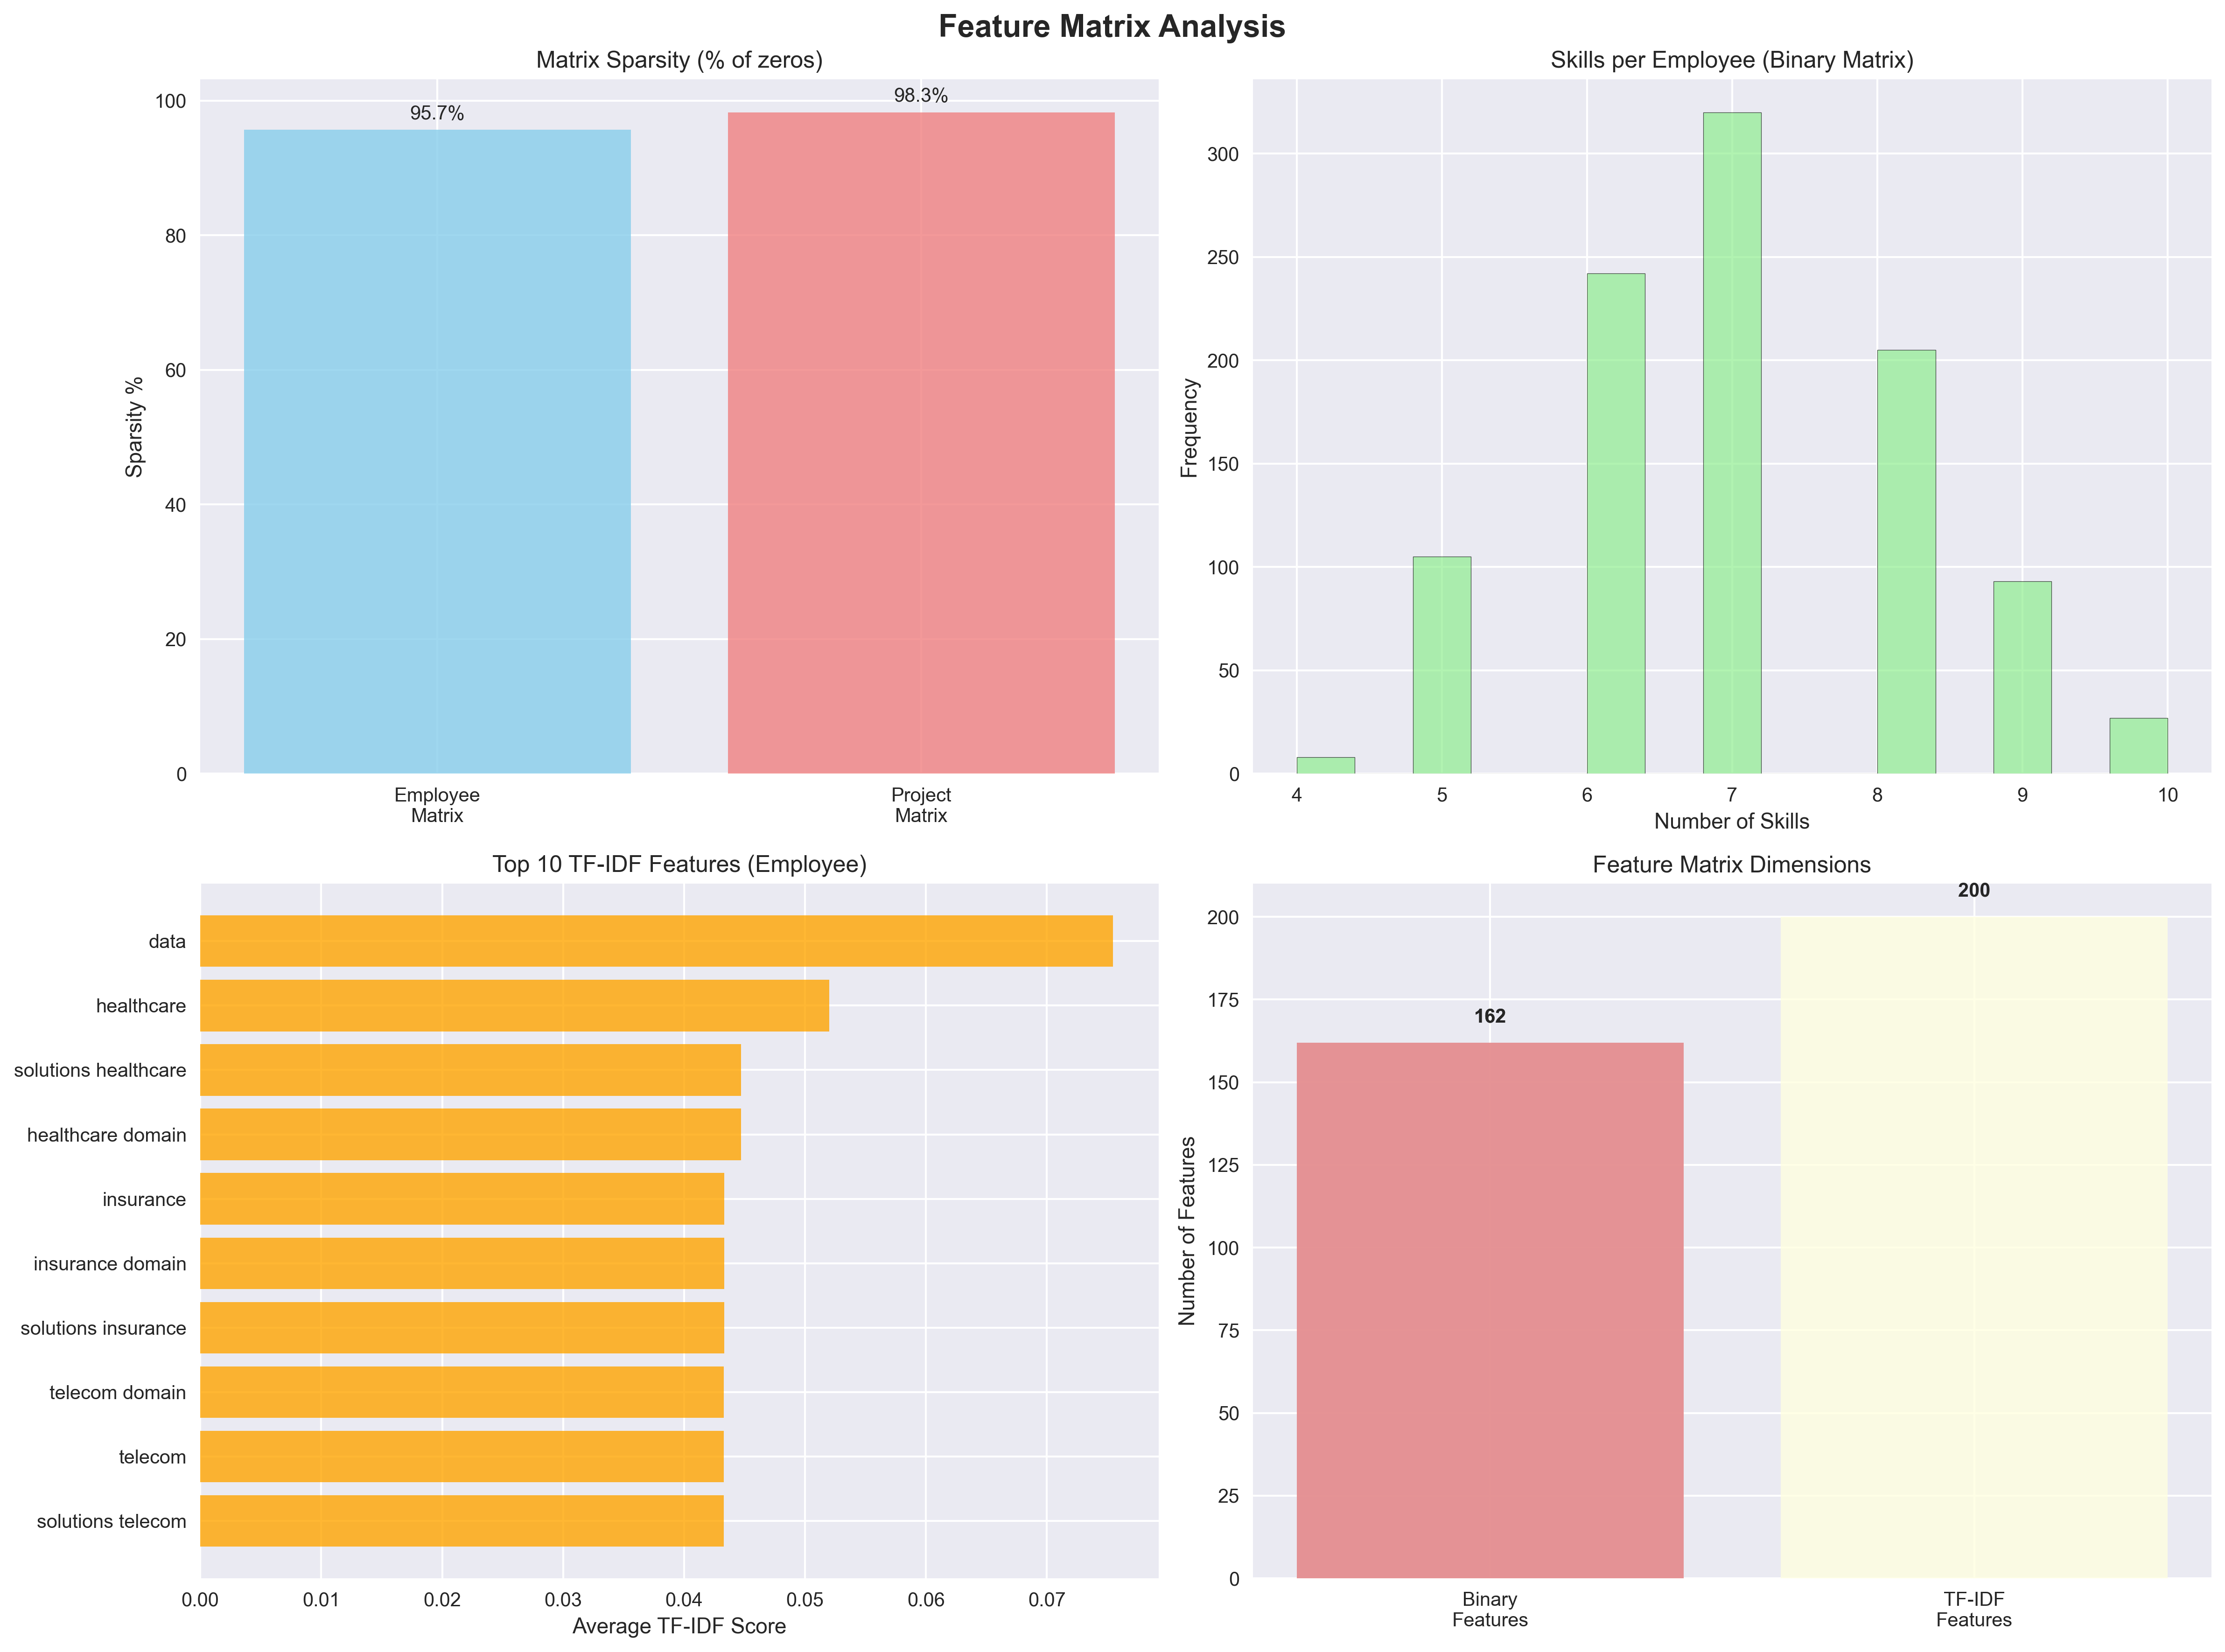 Feature Matrix Analysis
Matrix Sparsity (% of zeros)
Sparsity %
100
80
60
40
20
0
95.7%
98.3%
Employee
Matrix
Project
Matrix
Skills per Employee (Binary Matrix)
Frequency
300
250
200
150
100
50
0
4 5 6 7 8 9 10
Number of Skills
Top 10 TF-IDF Features (Employee)
data
healthcare
solutions healthcare
healthcare domain
insurance
insurance domain
solutions insurance
telecom domain
telecom
solutions telecom
0.00 0.01 0.02 0.03 0.04 0.05 0.06 0.07
Average TF-IDF Score
Feature Matrix Dimensions
Number of Features
200
175
150
125
100
75
50
25
0
162
200
Binary
Features
TF-IDF
Features